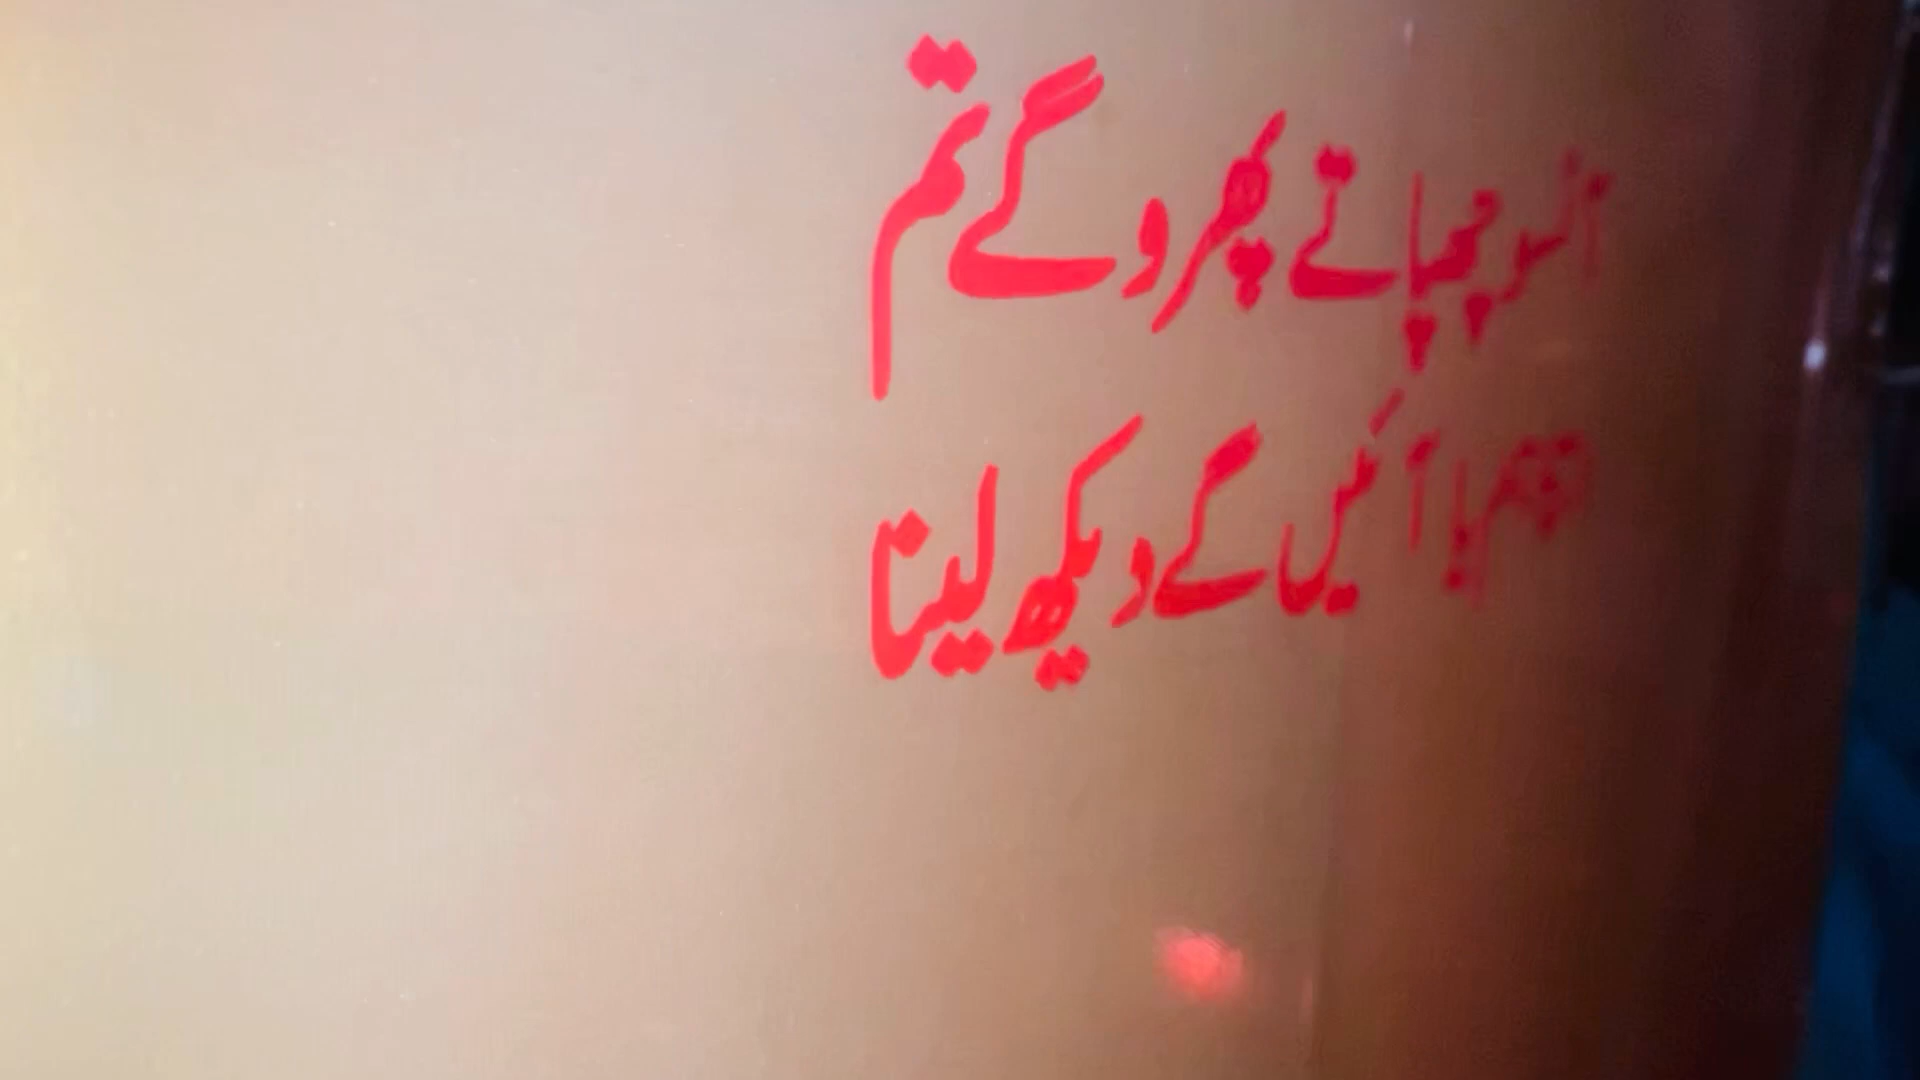 آنسو چھپاتے پھرو گے تم
آئیں گے دیکھ لینا